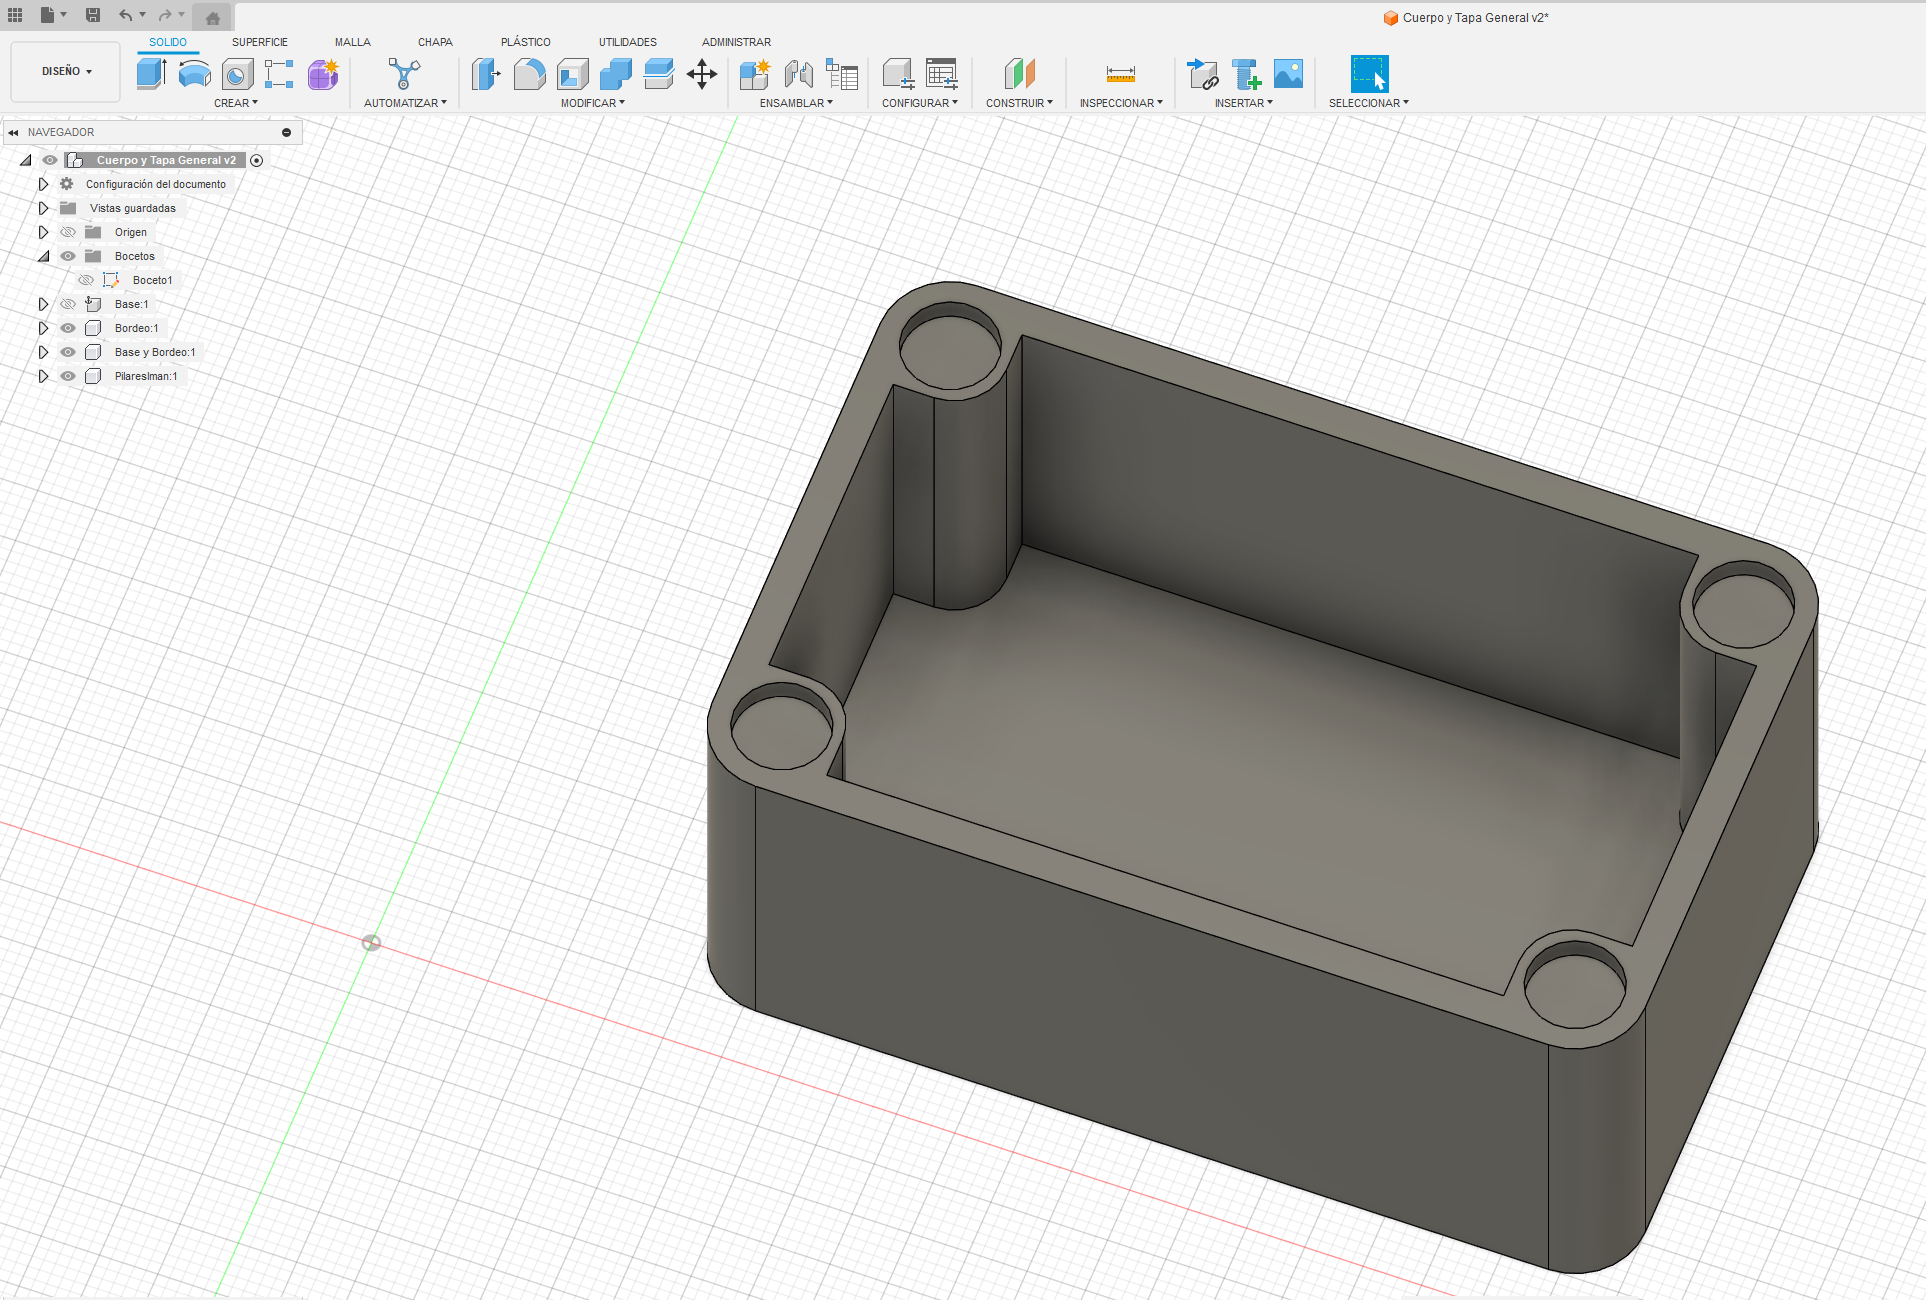 Cuerpo y Tapa General v2*
SOLIDO SUPERFICIE MALLA CHAPA PLÁSTICO UTILIDADES ADMINISTRAR
DISEÑO
CREAR AUTOMATIZAR MODIFICAR ENSAMBLAR CONFIGURAR CONSTRUIR INSPECCIONAR INSERTAR SELECCIONAR
NAVEGADOR
Cuerpo y Tapa General v2
Configuración del documento
Vistas guardadas
Origen
Bocetos
Boceto1
Base:1
Bordeo:1
Base y Bordeo:1
PilaresIman:1